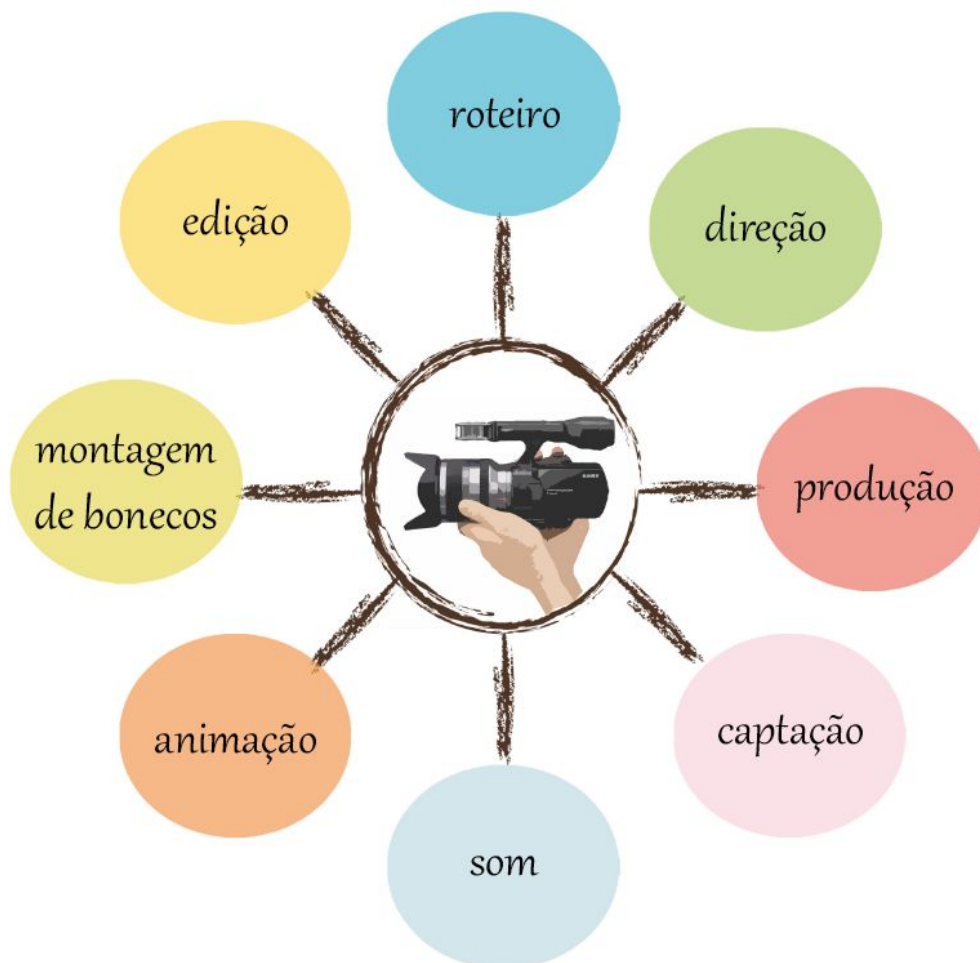 roteiro
direção
produção
captação
som
animação
montagem
de bonecos
edição